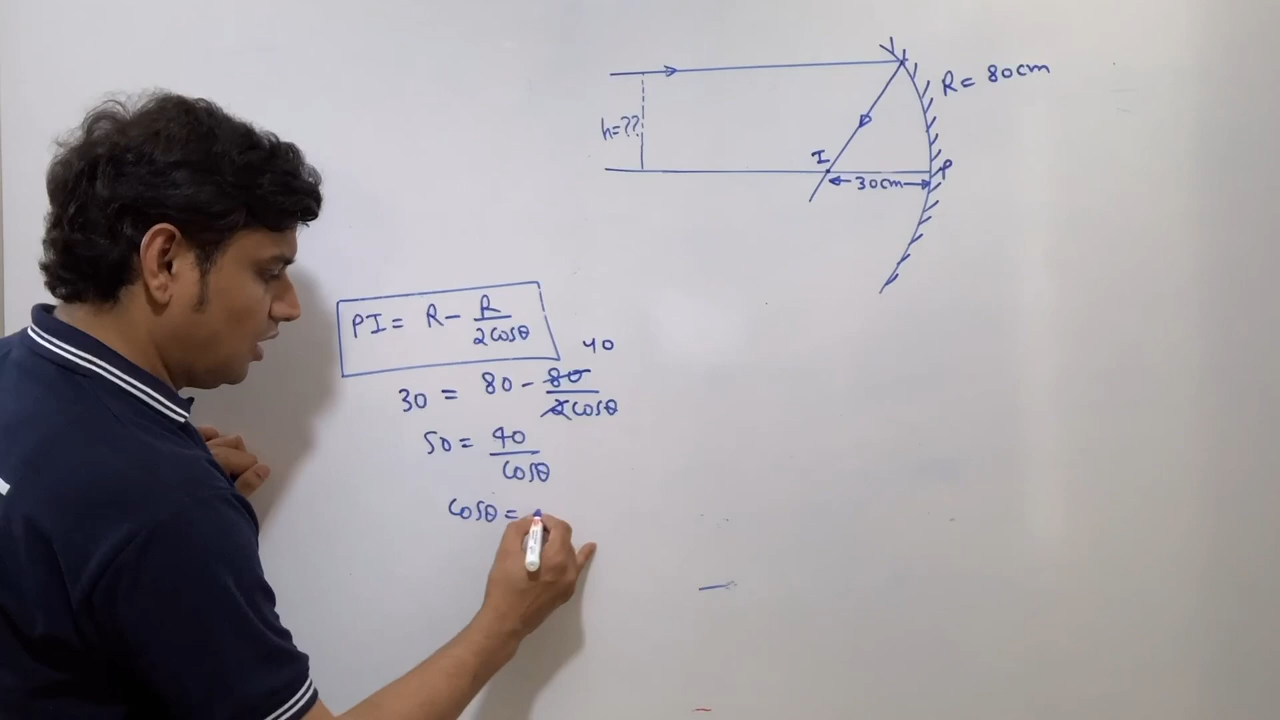 R = 80cm
h=??
I
P
30cm
PI = R - R/2cosθ
40
30 = 80 - 80/2cosθ
50 = 40/cosθ
cosθ =